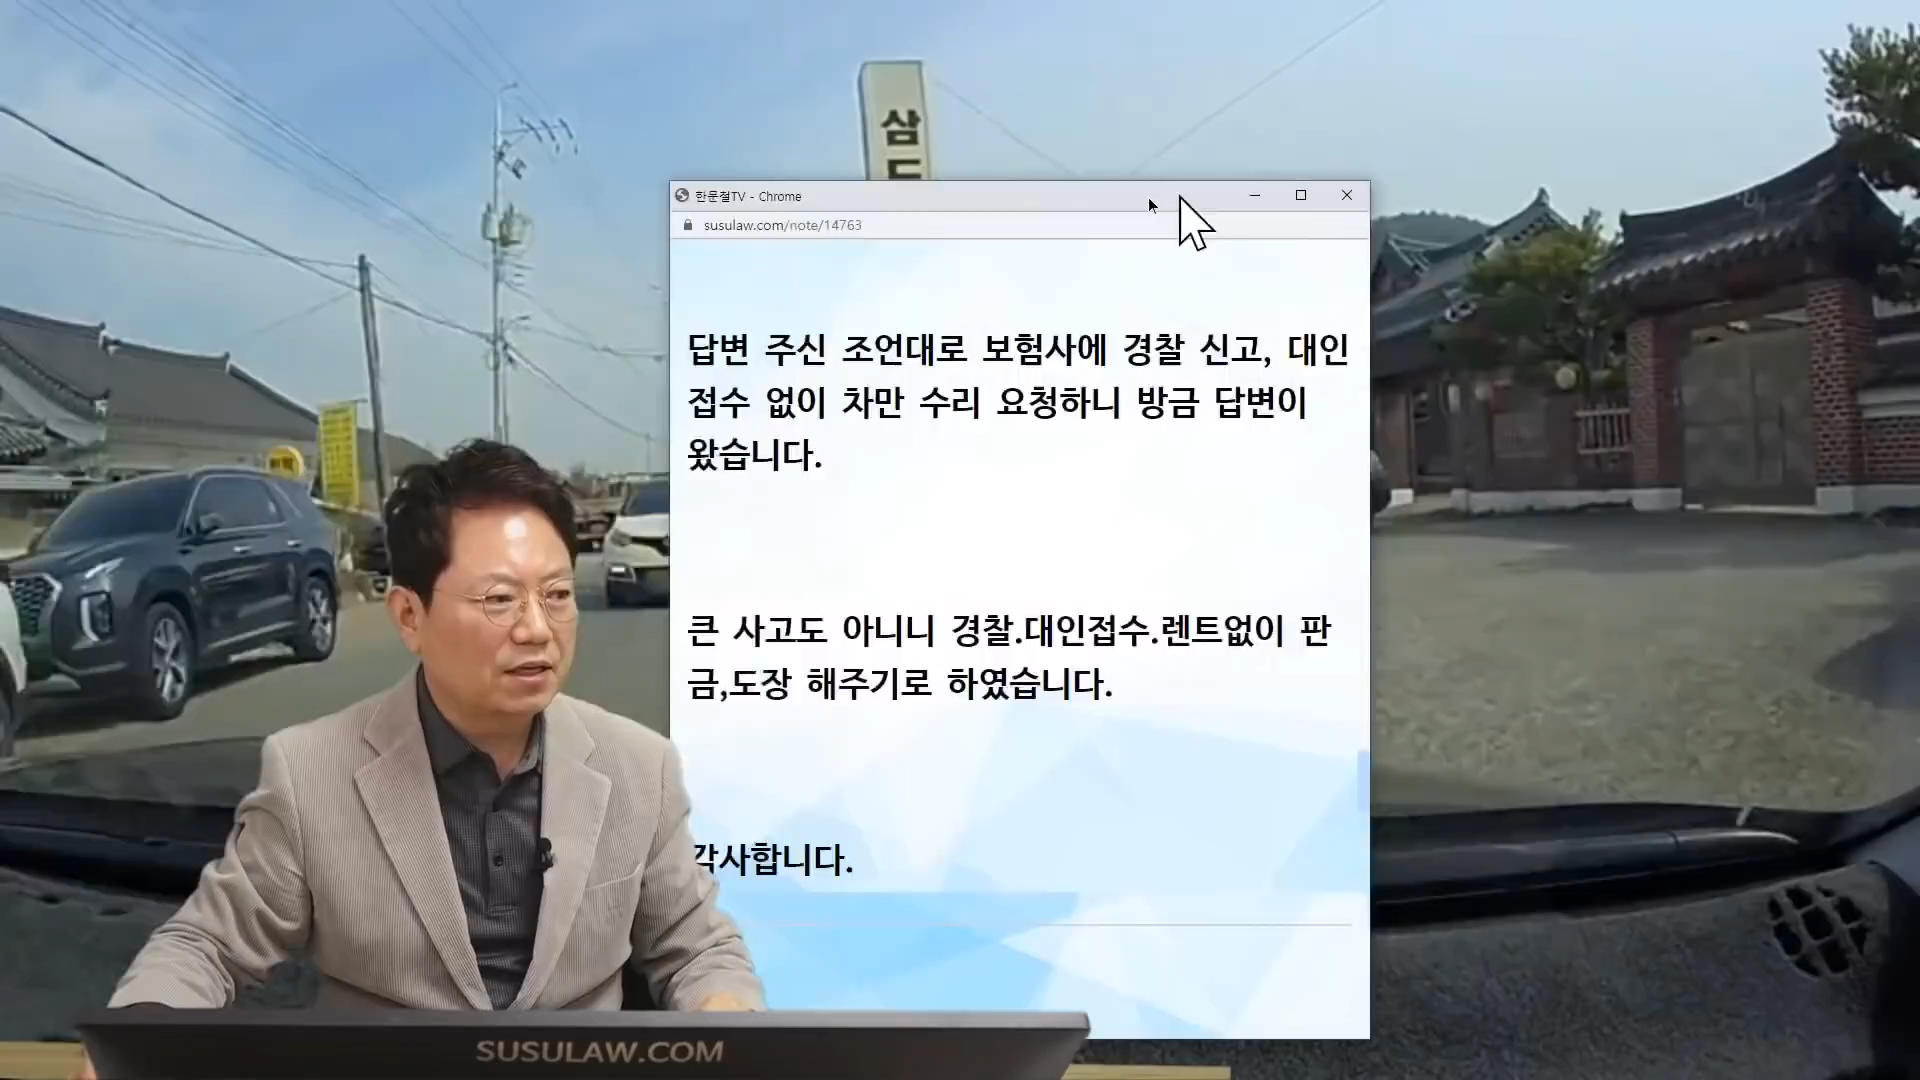 삼
한문철TV - Chrome
susulaw.com/note/14763
답변 주신 조언대로 보험사에 경찰 신고, 대인
접수 없이 차만 수리 요청하니 방금 답변이
왔습니다.
큰 사고도 아니니 경찰.대인접수.렌트없이 판
금,도장 해주기로 하였습니다.
감사합니다.
SUSULAW.COM